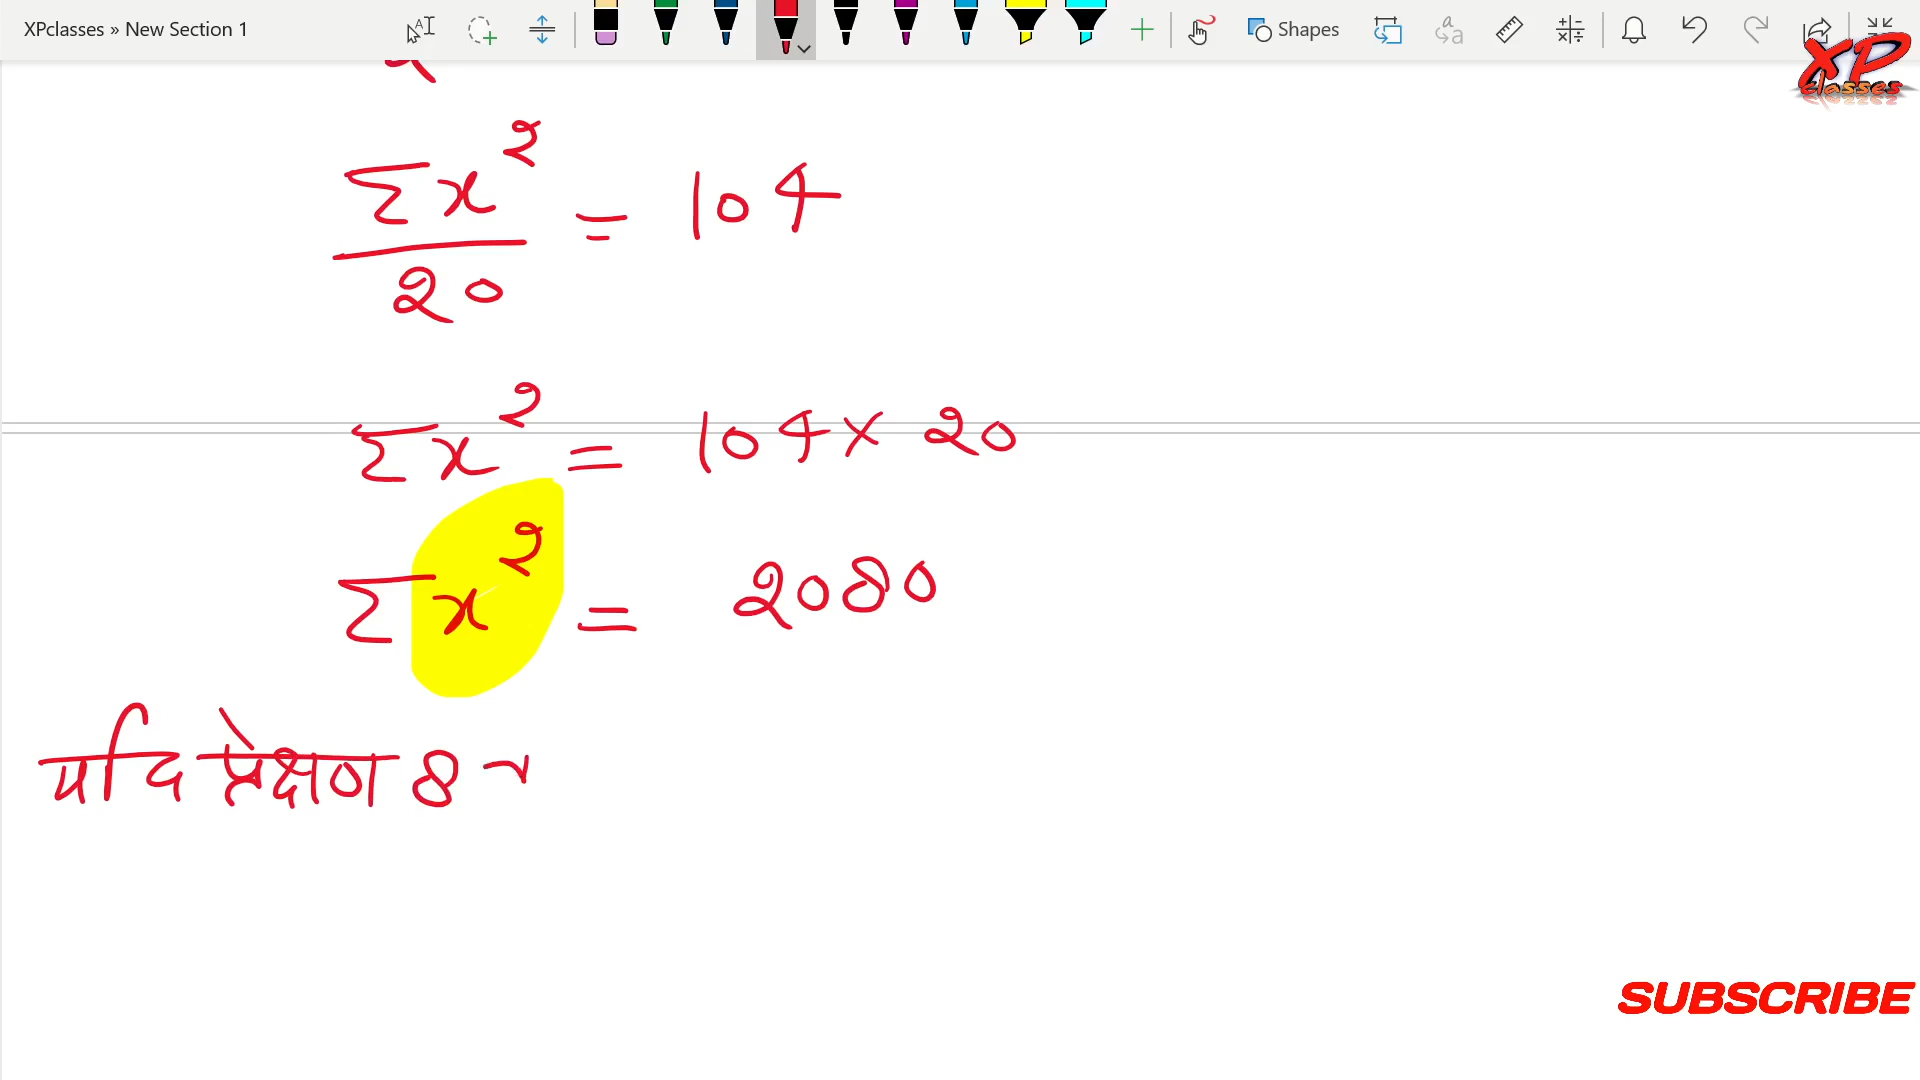 XPclasses » New Section 1
Shapes
XP
classes
Σx²/20 = 104
Σx² = 104 × 20
Σx² = 2080
यदि प्रेक्षण 8
SUBSCRIBE